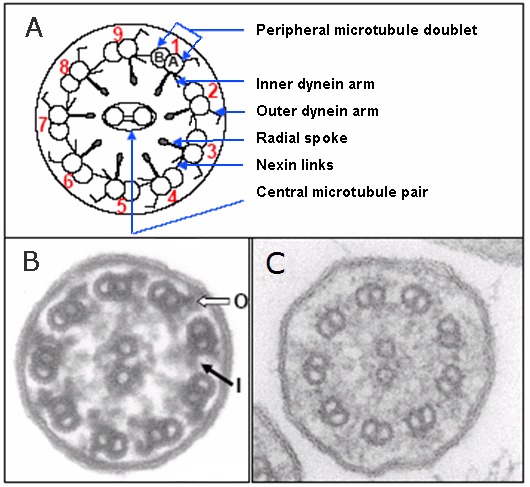 A
Peripheral microtubule doublet
9
1
B
A
8
Inner dynein arm
2
Outer dynein arm
7
Radial spoke
3
Nexin links
6
4
5
Central microtubule pair
B
O
I
C